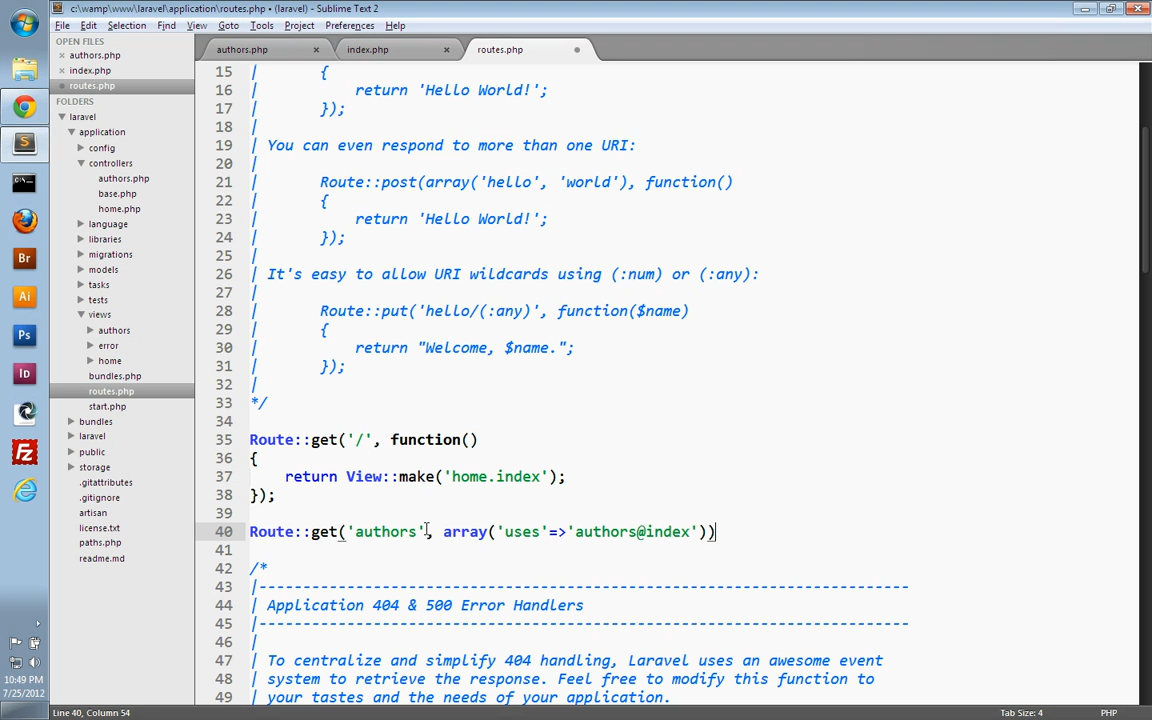 c:\wamp\www\laravel\application\routes.php • (laravel) - Sublime Text 2
File Edit Selection Find View Goto Tools Project Preferences Help
OPEN FILES
authors.php
index.php
routes.php
FOLDERS
laravel
application
config
controllers
authors.php
base.php
home.php
language
libraries
migrations
models
tasks
tests
views
authors
error
home
bundles.php
routes.php
start.php
bundles
laravel
public
storage
.gitattributes
.gitignore
artisan
license.txt
paths.php
readme.md
authors.php index.php routes.php
15 | {
16 | return 'Hello World!';
17 | });
18 |
19 | You can even respond to more than one URI:
20 |
21 | Route::post(array('hello', 'world'), function()
22 | {
23 | return 'Hello World!';
24 | });
25 |
26 | It's easy to allow URI wildcards using (:num) or (:any):
27 |
28 | Route::put('hello/(:any)', function($name)
29 | {
30 | return "Welcome, $name.";
31 | });
32 |
33 */
34
35 Route::get('/', function()
36 {
37 return View::make('home.index');
38 });
39
40 Route::get('authors', array('uses'=>'authors@index'))
41
42 /*
43 |--------------------------------------------------------------------------
44 | Application 404 & 500 Error Handlers
45 |--------------------------------------------------------------------------
46 |
47 | To centralize and simplify 404 handling, Laravel uses an awesome event
48 | system to retrieve the response. Feel free to modify this function to
49 | your tastes and the needs of your application.
Br
Ai
Ps
Id
Fz
10:49 PM
7/25/2012
Line 40, Column 54
Tab Size: 4
PHP